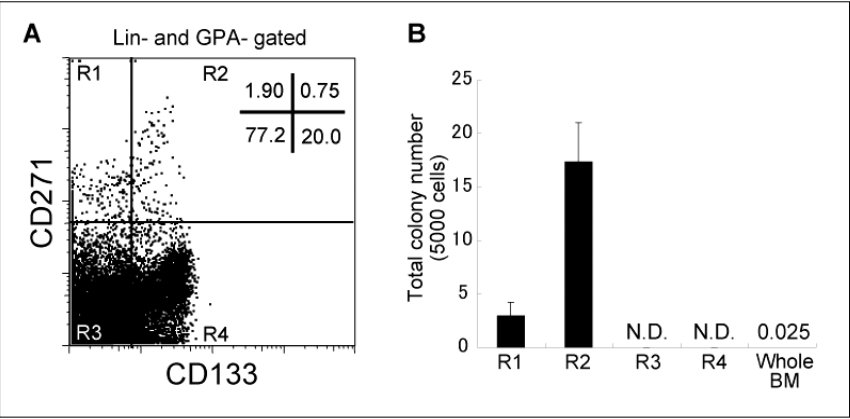 A
Lin- and GPA- gated
R1
R2
1.90 0.75
77.2 20.0
CD271
R3
R4
CD133
B
Total colony number
(5000 cells)
25
20
15
10
5
0
N.D. N.D. 0.025
R1 R2 R3 R4 Whole
BM